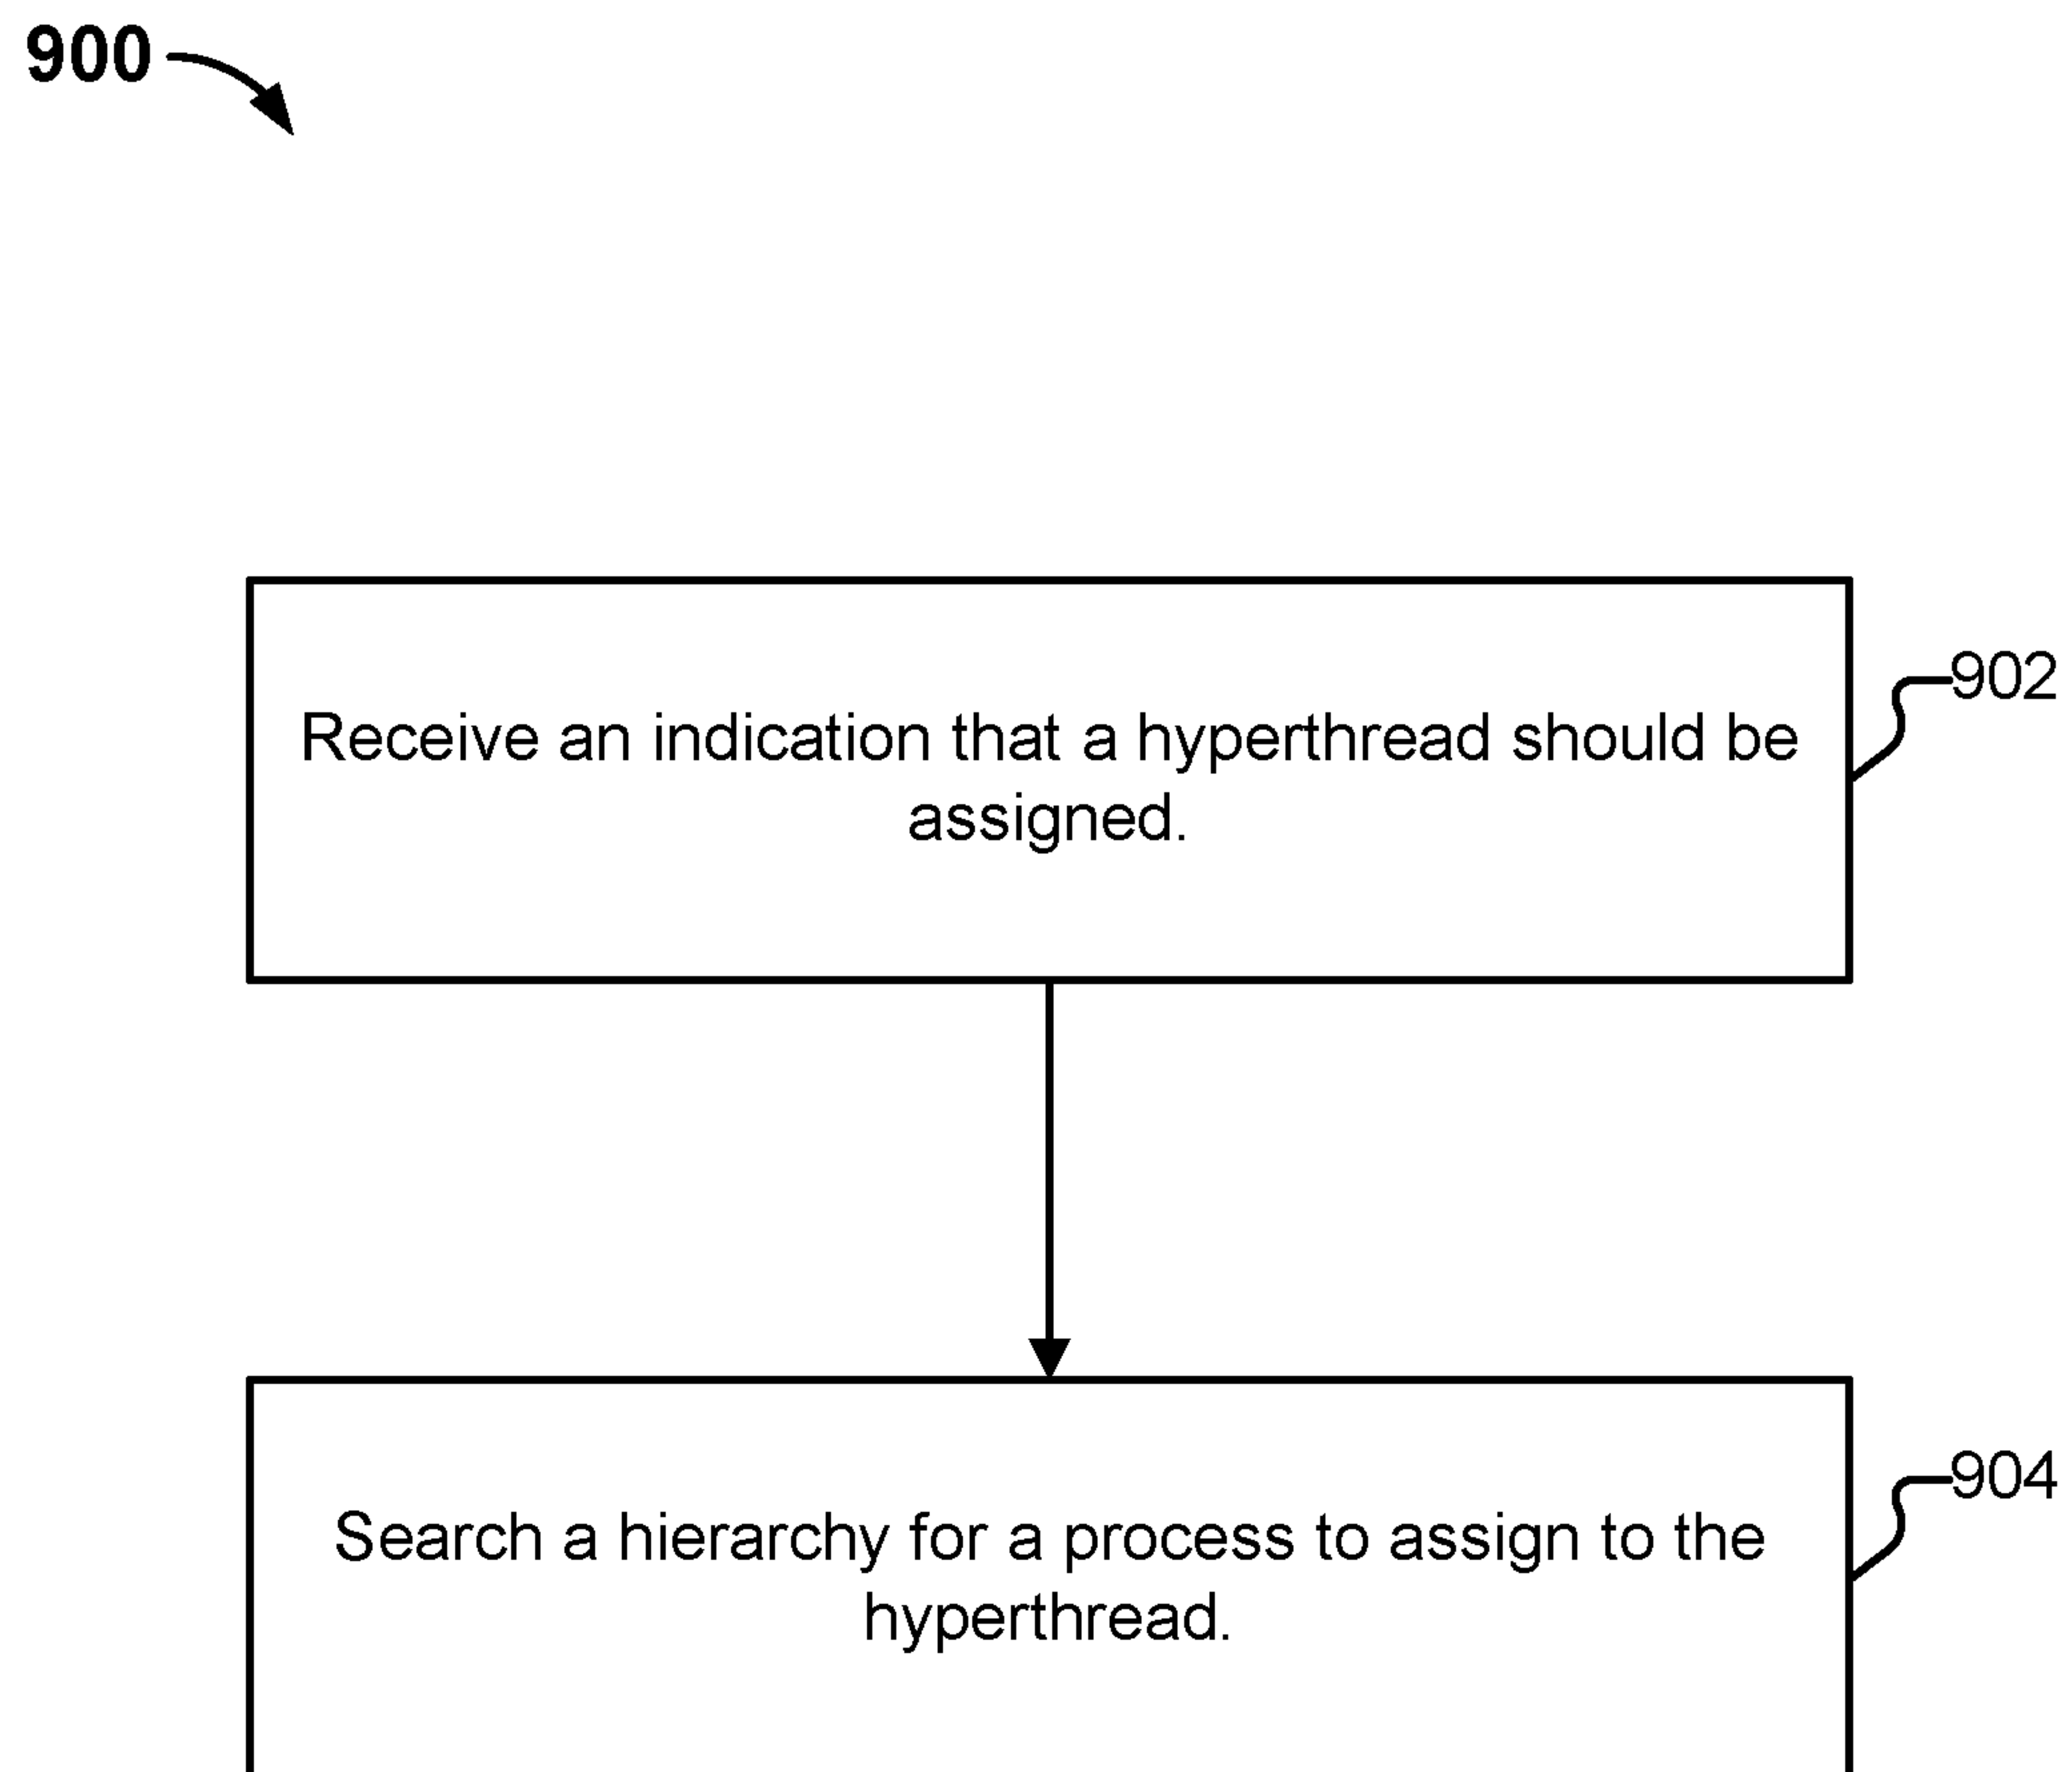 900
902
Receive an indication that a hyperthread should be
assigned.
904
Search a hierarchy for a process to assign to the
hyperthread.